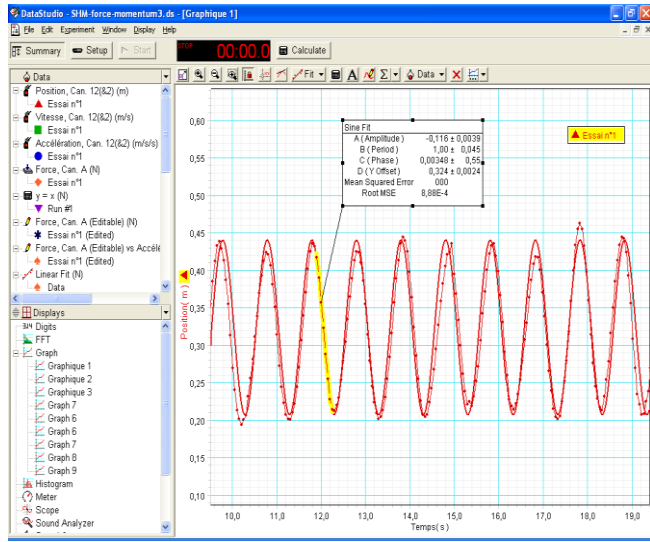 DataStudio - SHM-force-momentum3.ds - [Graphique 1]
File Edit Experiment Window Display Help
Summary Setup Start STOP 00:00.0 Calculate
Data
Fit Σ Data
Position, Can. 12(&2) (m)
Essai n°1
Vitesse, Can. 12(&2) (m/s)
Essai n°1
Accélération, Can. 12(&2) (m/s/s)
Essai n°1
Force, Can. A (N)
Essai n°1
y = x (N)
Run #1
Force, Can. A (Editable) (N)
Essai n°1 (Edited)
Force, Can. A (Editable) vs Accélé
Essai n°1 (Edited)
Linear Fit (N)
Data
Displays
3.14 Digits
FFT
Graph
Graphique 1
Graphique 2
Graphique 3
Graph 7
Graph 6
Graph 6
Graph 7
Graph 8
Graph 9
Histogram
Meter
Scope
Sound Analyzer
Sine Fit
A ( Amplitude ) -0,116 ± 0,0039
B ( Period ) 1,00 ± 0,045
C ( Phase ) 0,00348 ± 0,55
D ( Y Offset ) 0,324 ± 0,0024
Mean Squared Error 000
Root MSE 8,88E-4
Essai n°1
Position( m )
0,60
0,55
0,50
0,45
0,40
0,35
0,30
0,25
0,20
0,15
0,10
10,0 11,0 12,0 13,0 14,0 15,0 16,0 17,0 18,0 19,0
Temps( s )